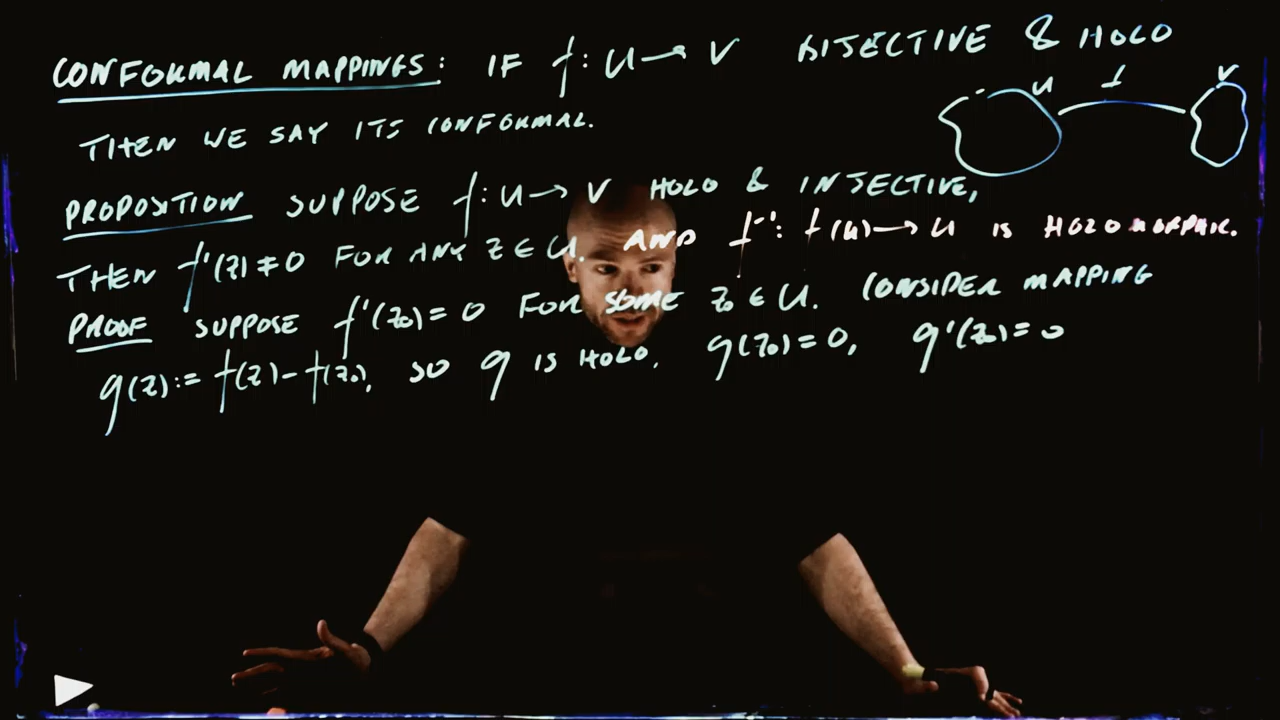 CONFORMAL MAPPINGS: IF f: U → V BIJECTIVE & HOLO
U f V
THEN WE SAY ITS CONFORMAL.
PROPOSITION SUPPOSE f: U → V HOLO & INJECTIVE,
THEN f'(z) ≠ 0 FOR ANY z ∈ U. AND f⁻¹: f(U) → U IS HOLOMORPHIC.
PROOF SUPPOSE f'(z₀) = 0 FOR SOME z₀ ∈ U. CONSIDER MAPPING
g(z) := f(z) - f(z₀), SO g IS HOLO, g(z₀) = 0, g'(z₀) = 0